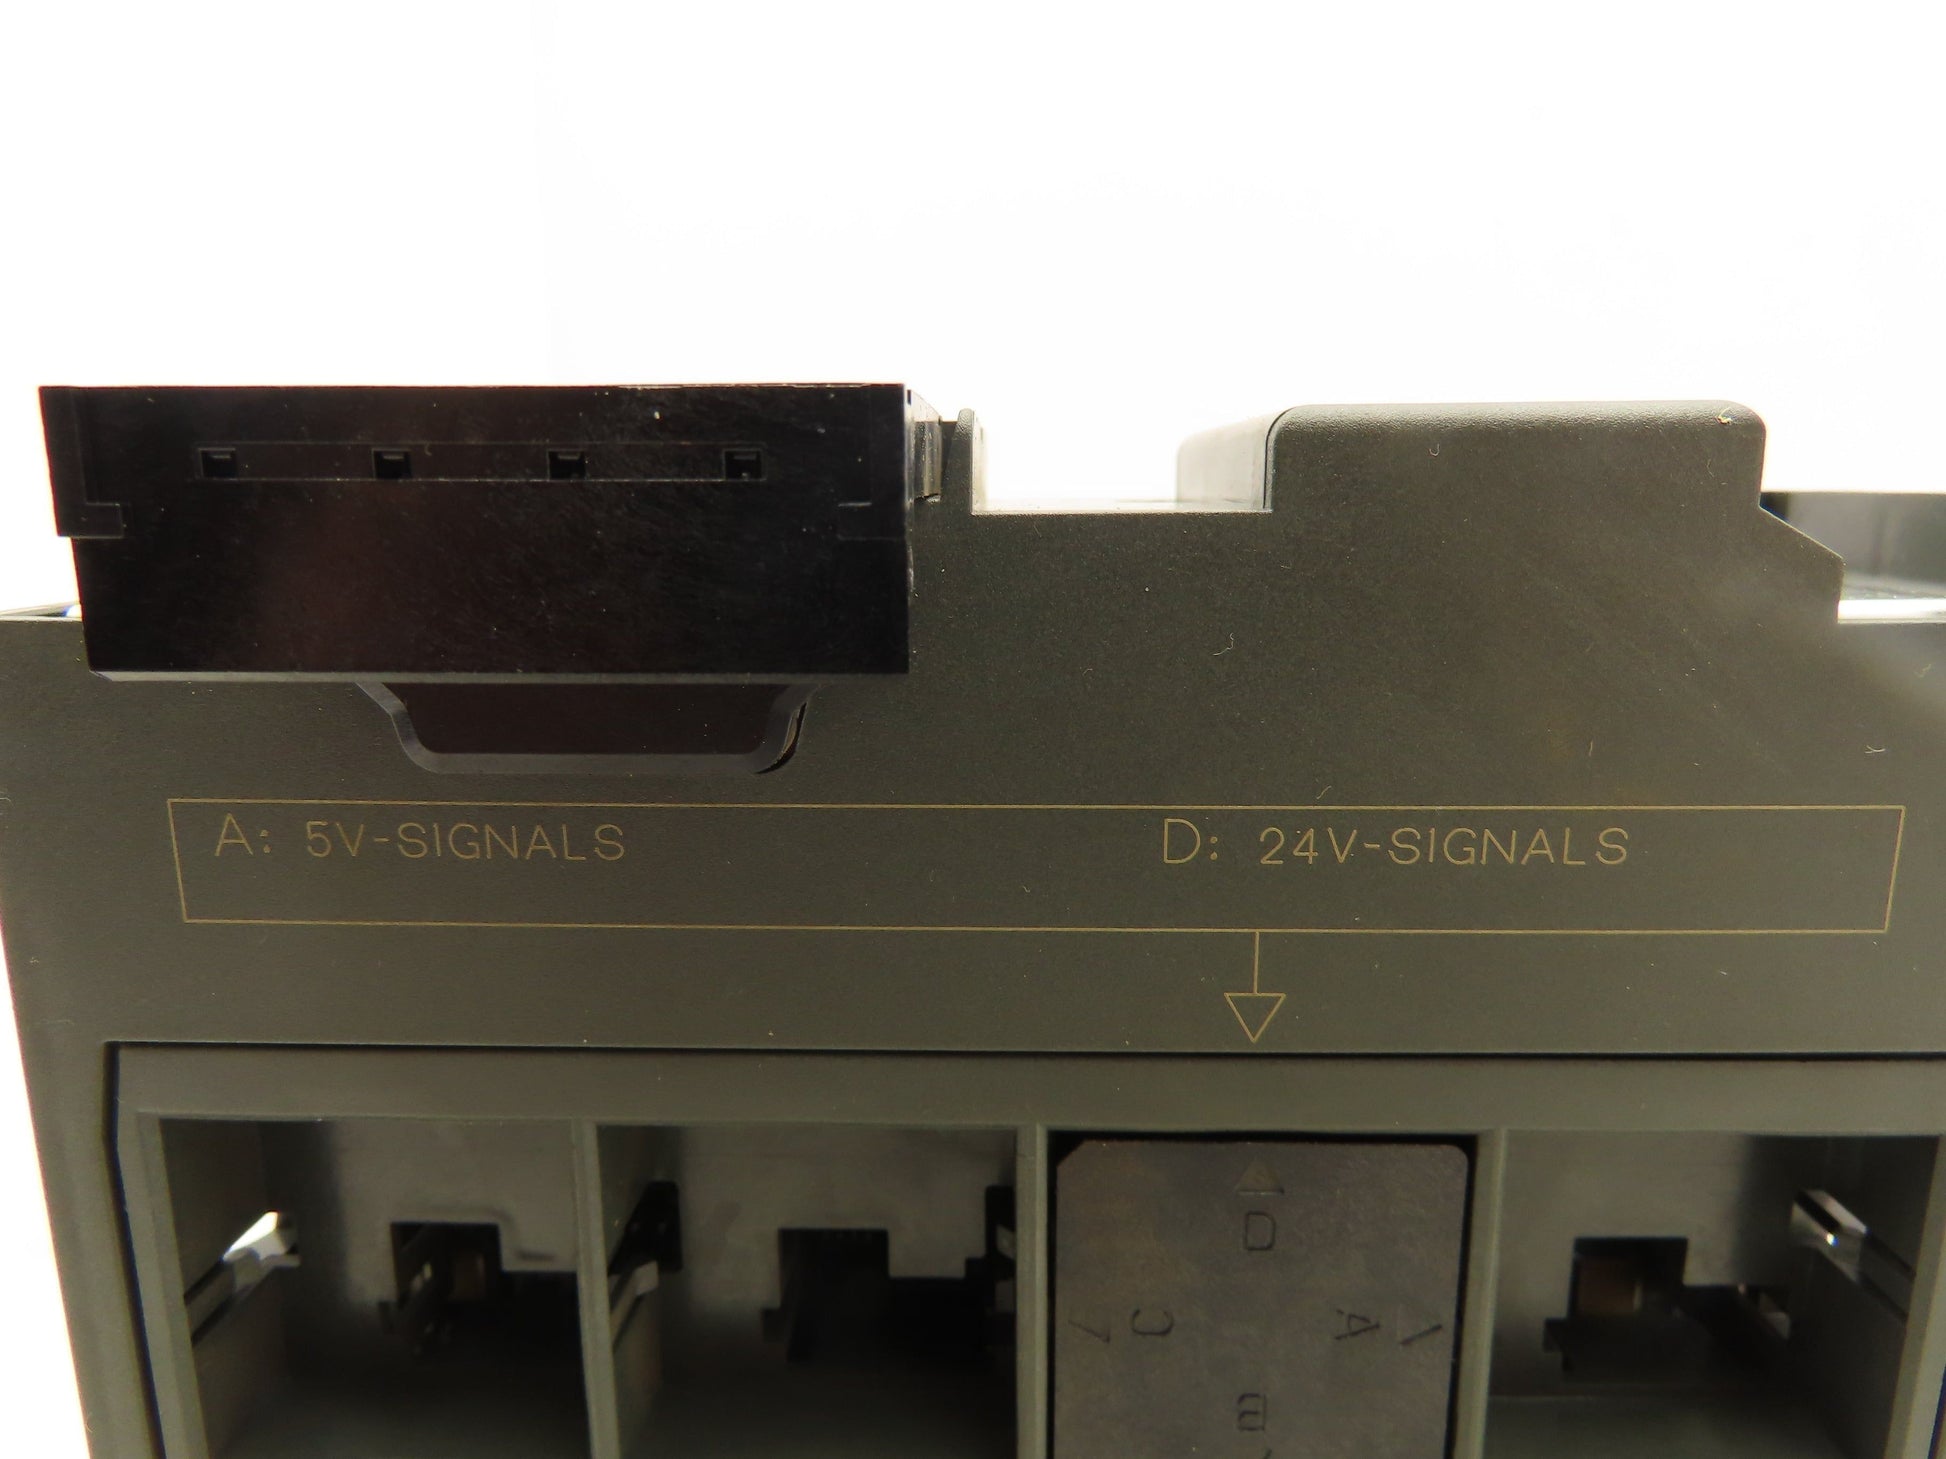 A: 5V-SIGNALS D: 24V-SIGNALS
D
C A
B